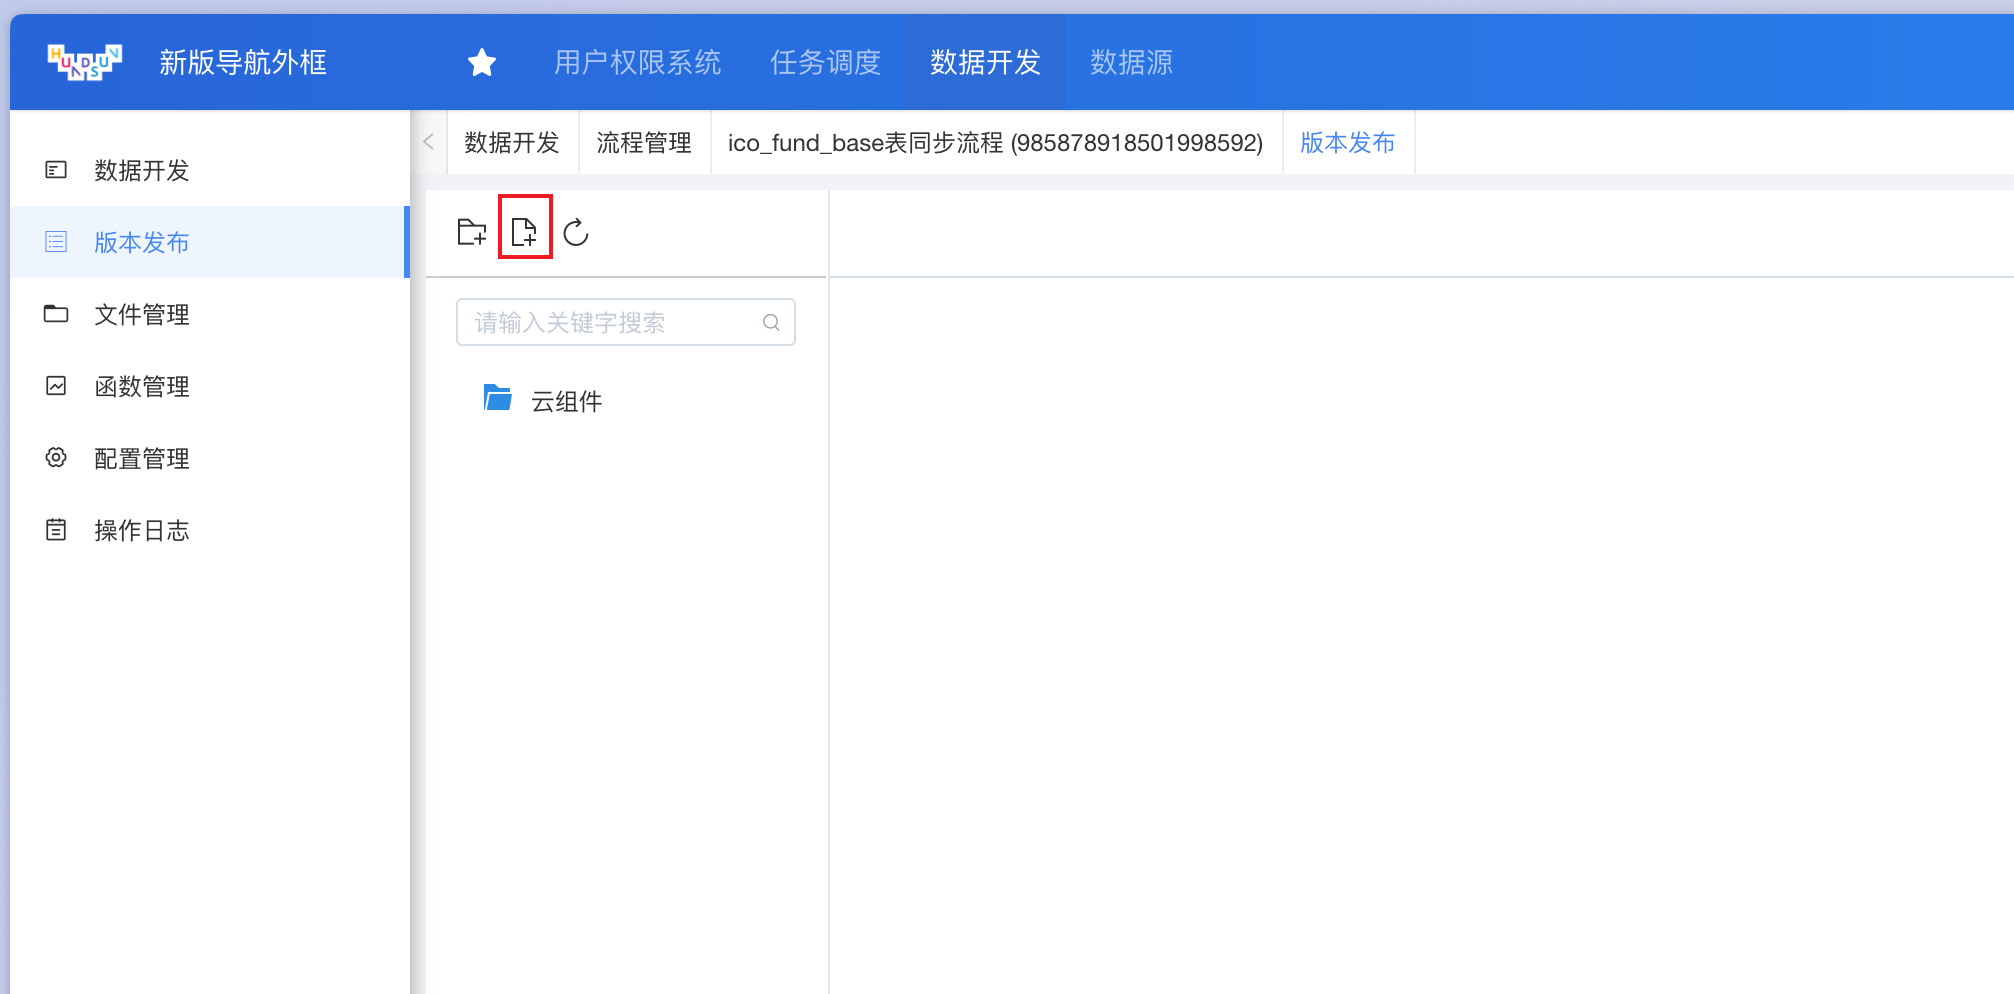 HUNDSUN
新版导航外框
用户权限系统
任务调度
数据开发
数据源
数据开发
版本发布
文件管理
函数管理
配置管理
操作日志
数据开发
流程管理
ico_fund_base表同步流程 (985878918501998592)
版本发布
请输入关键字搜索
云组件